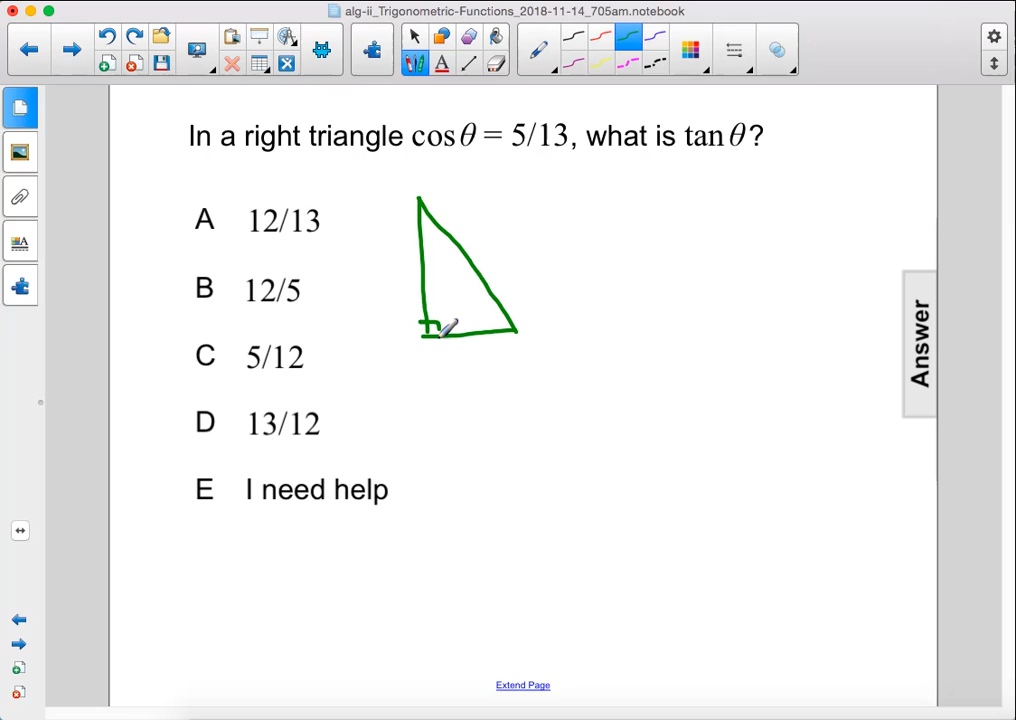 alg-ii_Trigonometric-Functions_2018-11-14_705am.notebook
In a right triangle cos θ = 5/13, what is tan θ?
A 12/13
B 12/5
C 5/12
D 13/12
E I need help
Answer
Extend Page